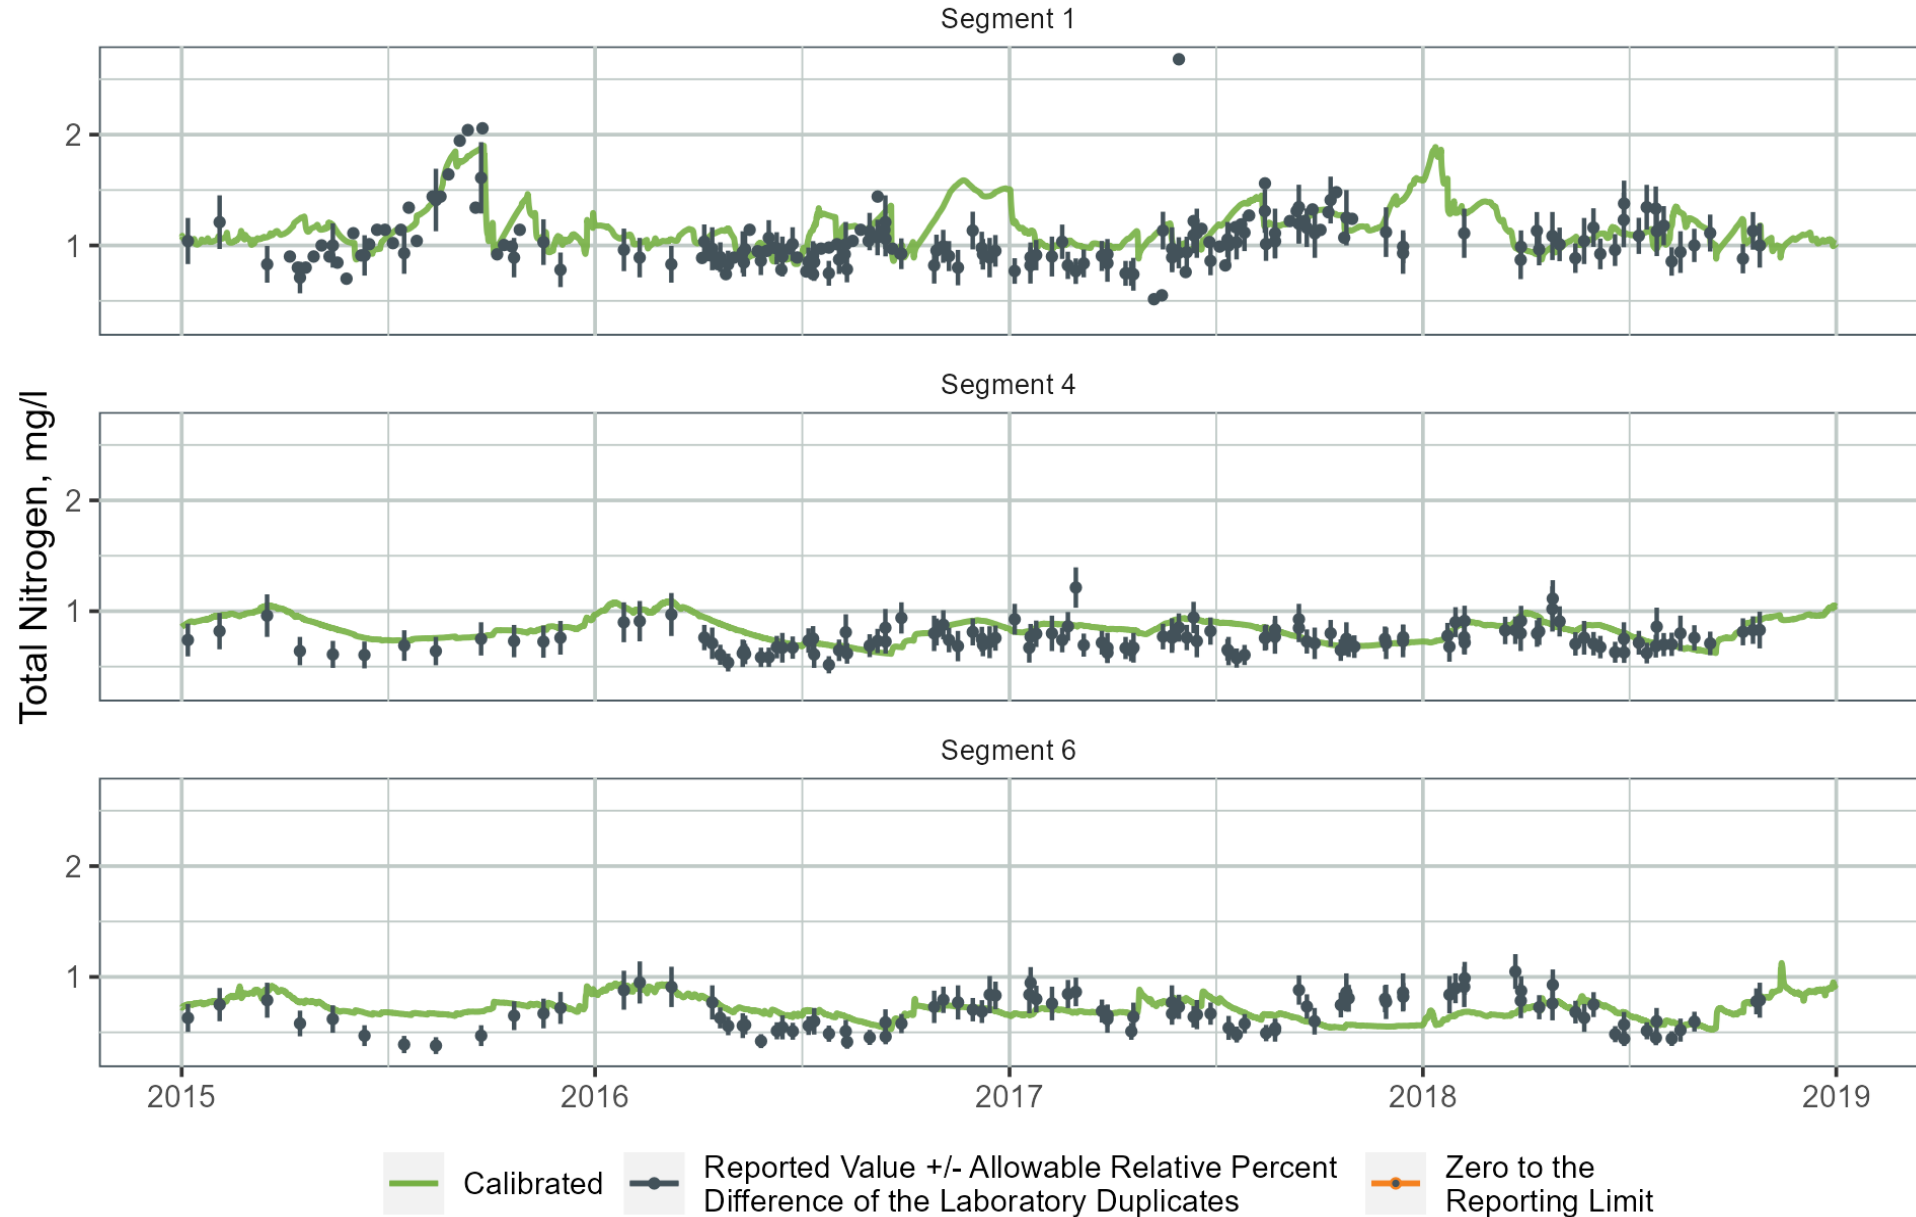 Segment 1
2
1
Segment 4
2
1
Segment 6
2
1
Total Nitrogen, mg/l
2015 2016 2017 2018 2019
Calibrated
Reported Value +/- Allowable Relative Percent
Difference of the Laboratory Duplicates
Zero to the
Reporting Limit